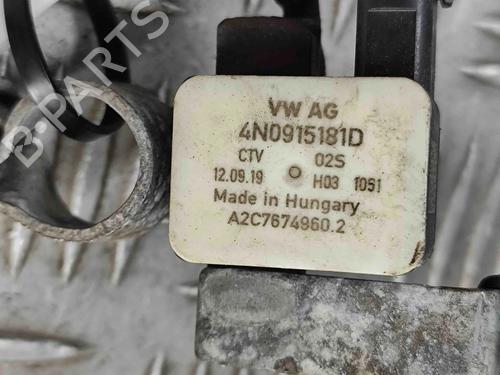 B-PARTS
VW AG
4N0915181D
CTV 02S
12.09.19 H03 1051
Made in Hungary
A2C7674960.2